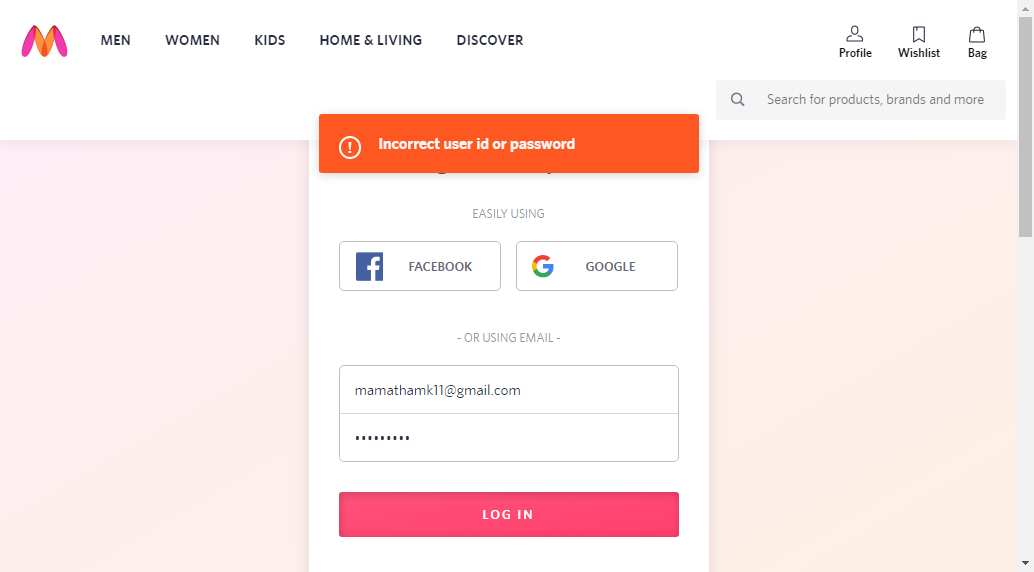 MEN WOMEN KIDS HOME & LIVING DISCOVER
Profile Wishlist Bag
Search for products, brands and more
Incorrect user id or password
EASILY USING
FACEBOOK GOOGLE
- OR USING EMAIL -
mamathamk11@gmail.com
•••••••••
LOG IN